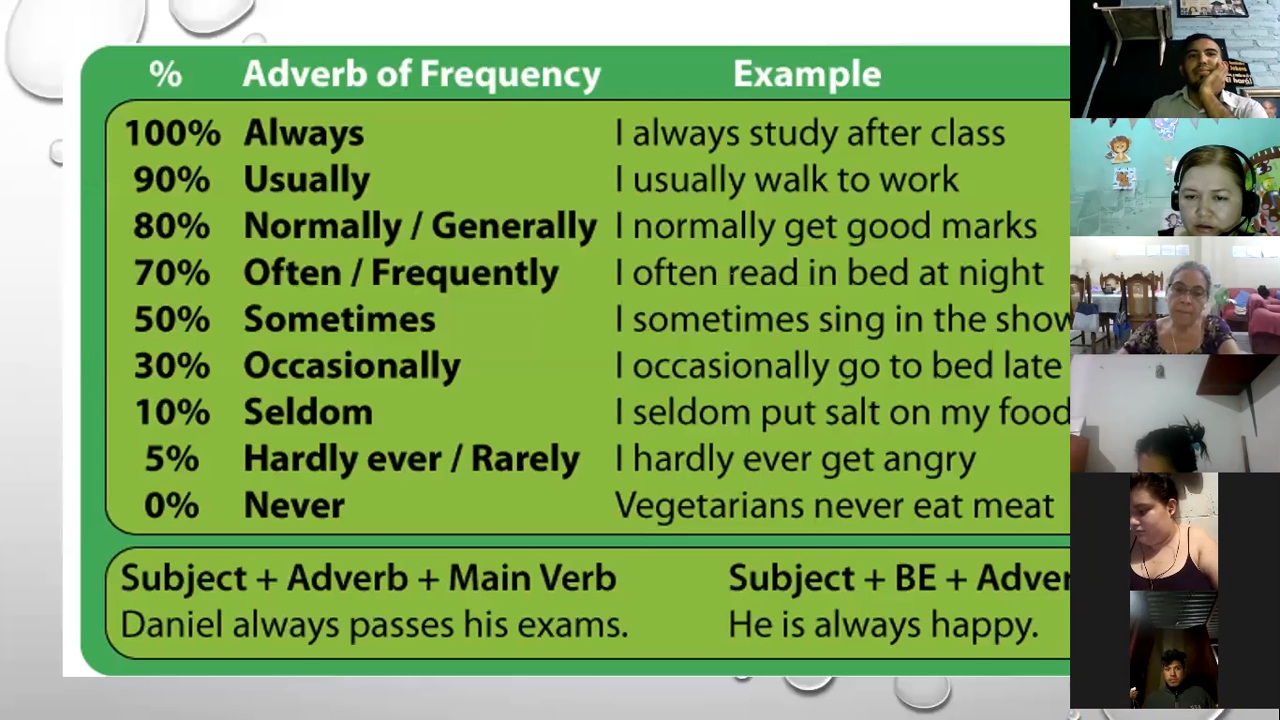 % Adverb of Frequency Example
100% Always I always study after class
90% Usually I usually walk to work
80% Normally / Generally I normally get good marks
70% Often / Frequently I often read in bed at night
50% Sometimes I sometimes sing in the show
30% Occasionally I occasionally go to bed late
10% Seldom I seldom put salt on my food
5% Hardly ever / Rarely I hardly ever get angry
0% Never Vegetarians never eat meat
Subject + Adverb + Main Verb Subject + BE + Adver
Daniel always passes his exams. He is always happy.